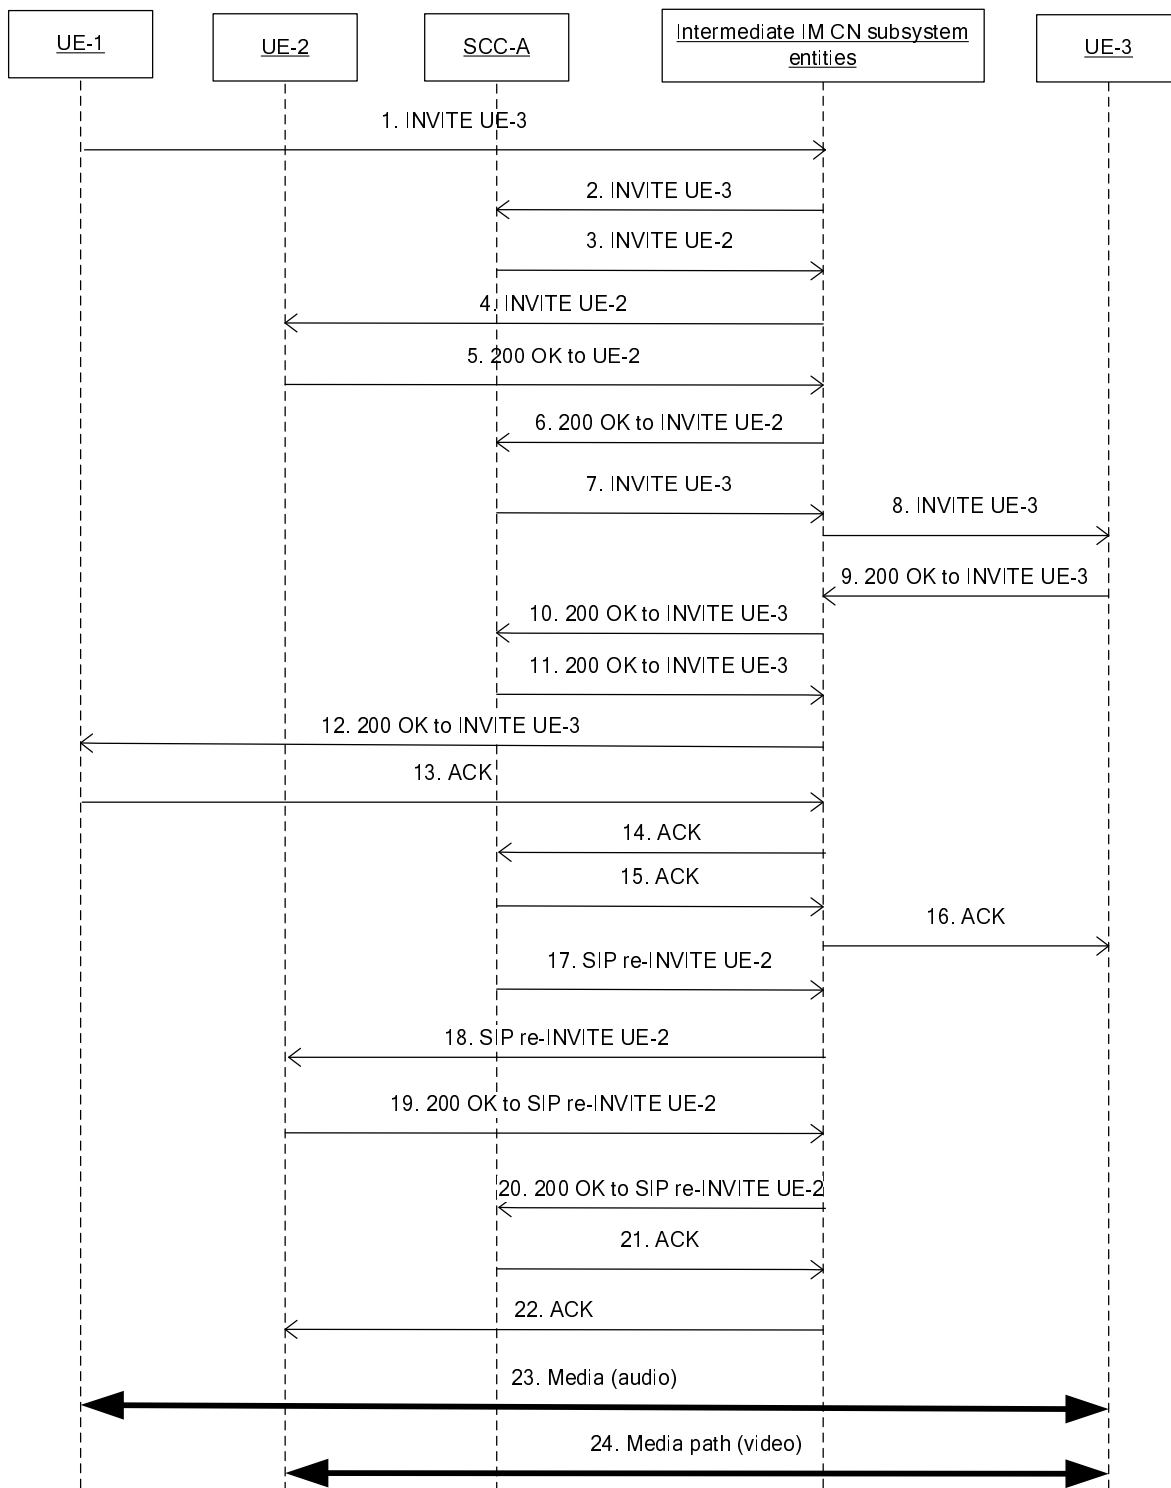 UE-1
UE-2
SCC-A
Intermediate IM CN subsystem
entities
UE-3
1. INVITE UE-3
2. INVITE UE-3
3. INVITE UE-2
4. INVITE UE-2
5. 200 OK to UE-2
6. 200 OK to INVITE UE-2
7. INVITE UE-3
8. INVITE UE-3
9. 200 OK to INVITE UE-3
10. 200 OK to INVITE UE-3
11. 200 OK to INVITE UE-3
12. 200 OK to INVITE UE-3
13. ACK
14. ACK
15. ACK
16. ACK
17. SIP re-INVITE UE-2
18. SIP re-INVITE UE-2
19. 200 OK to SIP re-INVITE UE-2
20. 200 OK to SIP re-INVITE UE-2
21. ACK
22. ACK
23. Media (audio)
24. Media path (video)